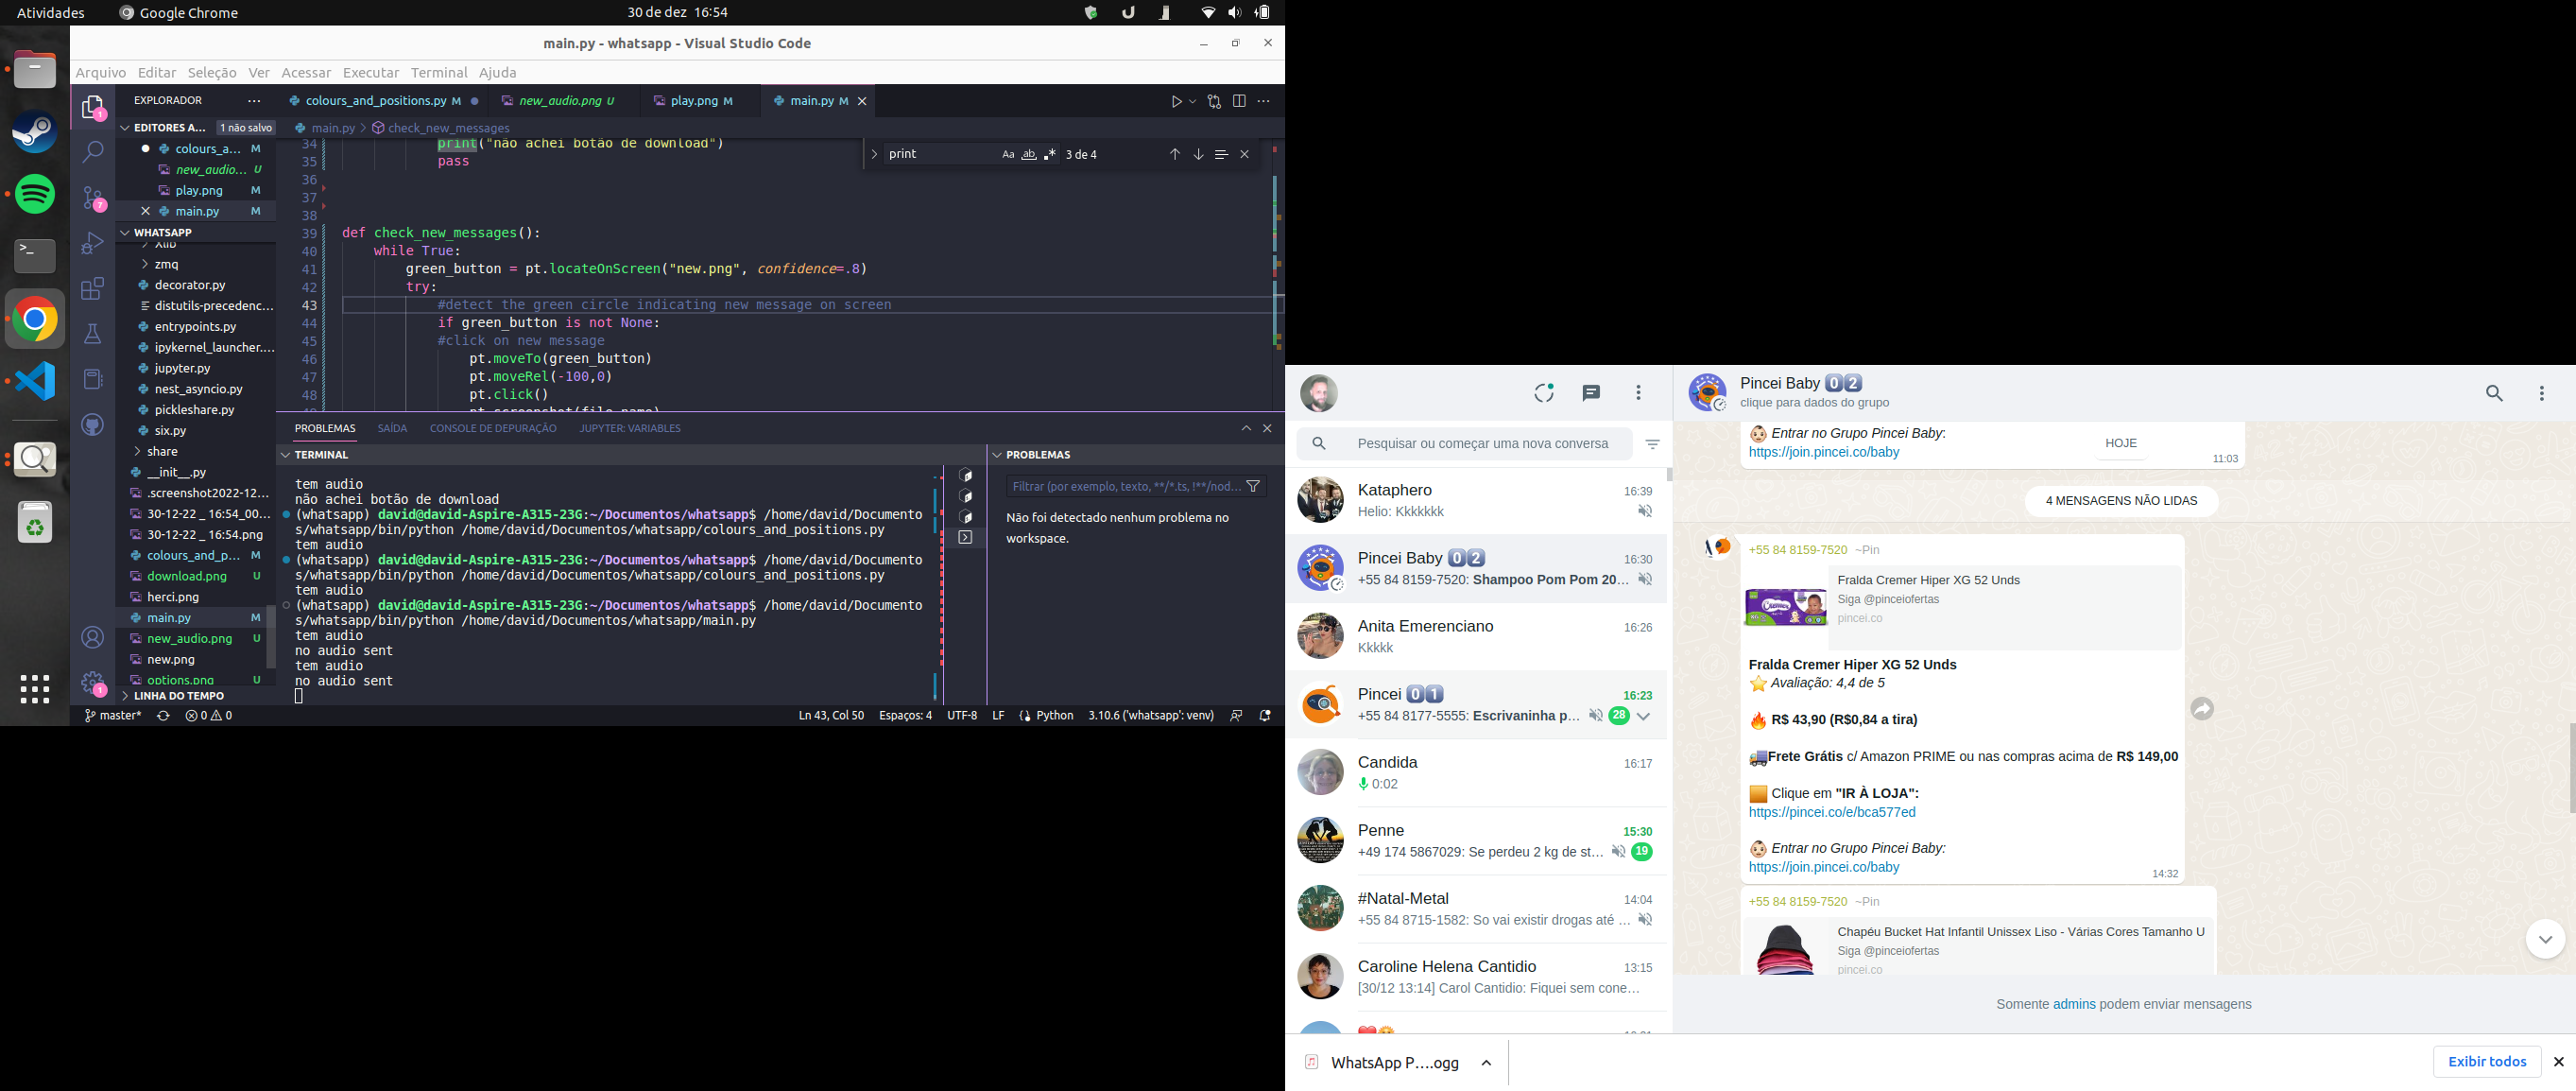 Atividades
Google Chrome
30 de dez 16:54
main.py - whatsapp - Visual Studio Code
Arquivo Editar Seleção Ver Acessar Executar Terminal Ajuda
EXPLORADOR
colours_and_positions.py M
new_audio.png U
play.png M
main.py M
EDITORES A... 1 não salvo
colours_a... M
new_audio... U
play.png M
main.py M
WHATSAPP
Xlib
zmq
decorator.py
distutils-precedenc...
entrypoints.py
ipykernel_launcher....
jupyter.py
nest_asyncio.py
pickleshare.py
six.py
share
__init__.py
.screenshot2022-12...
30-12-22 _ 16:54_00...
30-12-22 _ 16:54.png
colours_and_p... M
download.png U
herci.png
main.py M
new_audio.png U
new.png
options.png U
LINHA DO TEMPO
main.py > check_new_messages
print
Aa ab .*
3 de 4
34 print("não achei botão de download")
35 pass
36
37
38
39 def check_new_messages():
40 while True:
41 green_button = pt.locateOnScreen("new.png", confidence=.8)
42 try:
43 #detect the green circle indicating new message on screen
44 if green_button is not None:
45 #click on new message
46 pt.moveTo(green_button)
47 pt.moveRel(-100,0)
48 pt.click()
49 pt.screenshot(file_name)
PROBLEMAS SAÍDA CONSOLE DE DEPURAÇÃO JUPYTER: VARIABLES
TERMINAL
tem audio
não achei botão de download
(whatsapp) david@david-Aspire-A315-23G:~/Documentos/whatsapp$ /home/david/Documento
s/whatsapp/bin/python /home/david/Documentos/whatsapp/colours_and_positions.py
tem audio
(whatsapp) david@david-Aspire-A315-23G:~/Documentos/whatsapp$ /home/david/Documento
s/whatsapp/bin/python /home/david/Documentos/whatsapp/colours_and_positions.py
tem audio
(whatsapp) david@david-Aspire-A315-23G:~/Documentos/whatsapp$ /home/david/Documento
s/whatsapp/bin/python /home/david/Documentos/whatsapp/main.py
tem audio
no audio sent
tem audio
no audio sent
PROBLEMAS
Filtrar (por exemplo, texto, **/*.ts, !**/nod...
Não foi detectado nenhum problema no
workspace.
master* 0 0
Ln 43, Col 50 Espaços: 4 UTF-8 LF Python 3.10.6 ('whatsapp': venv)
Pesquisar ou começar uma nova conversa
Kataphero 16:39
Helio: Kkkkkkk
Pincei Baby 0 2 16:30
+55 84 8159-7520: Shampoo Pom Pom 20...
Anita Emerenciano 16:26
Kkkkk
Pincei 0 1 16:23
+55 84 8177-5555: Escrivaninha p... 28
Candida 16:17
0:02
Penne 15:30
+49 174 5867029: Se perdeu 2 kg de st... 19
#Natal-Metal 14:04
+55 84 8715-1582: So vai existir drogas até ...
Caroline Helena Cantidio 13:15
[30/12 13:14] Carol Cantidio: Fiquei sem cone...
Pincei Baby 0 2
clique para dados do grupo
Entrar no Grupo Pincei Baby:
https://join.pincei.co/baby
11:03
HOJE
4 MENSAGENS NÃO LIDAS
+55 84 8159-7520 ~Pin
Fralda Cremer Hiper XG 52 Unds
Siga @pinceiofertas
pincei.co
Fralda Cremer Hiper XG 52 Unds
Avaliação: 4,4 de 5
R$ 43,90 (R$0,84 a tira)
Frete Grátis c/ Amazon PRIME ou nas compras acima de R$ 149,00
Clique em "IR À LOJA":
https://pincei.co/e/bca577ed
Entrar no Grupo Pincei Baby:
https://join.pincei.co/baby
14:32
+55 84 8159-7520 ~Pin
Chapéu Bucket Hat Infantil Unissex Liso - Várias Cores Tamanho U
Siga @pinceiofertas
pincei.co
Somente admins podem enviar mensagens
WhatsApp P....ogg
Exibir todos